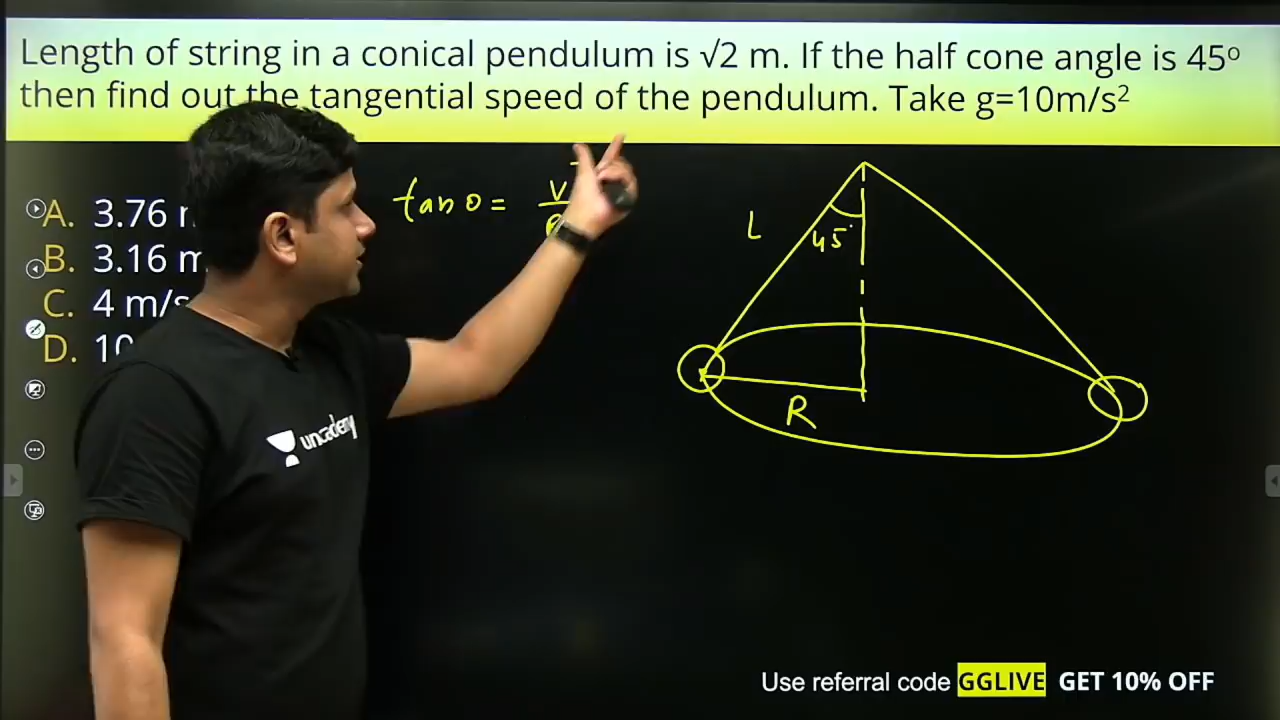 Length of string in a conical pendulum is √2 m. If the half cone angle is 45º
then find out the tangential speed of the pendulum. Take g=10m/s²
A. 3.76
B. 3.16 m
C. 4 m/s
D. 10
tan θ = v
L
45°
R
unacademy
Use referral code GGLIVE GET 10% OFF